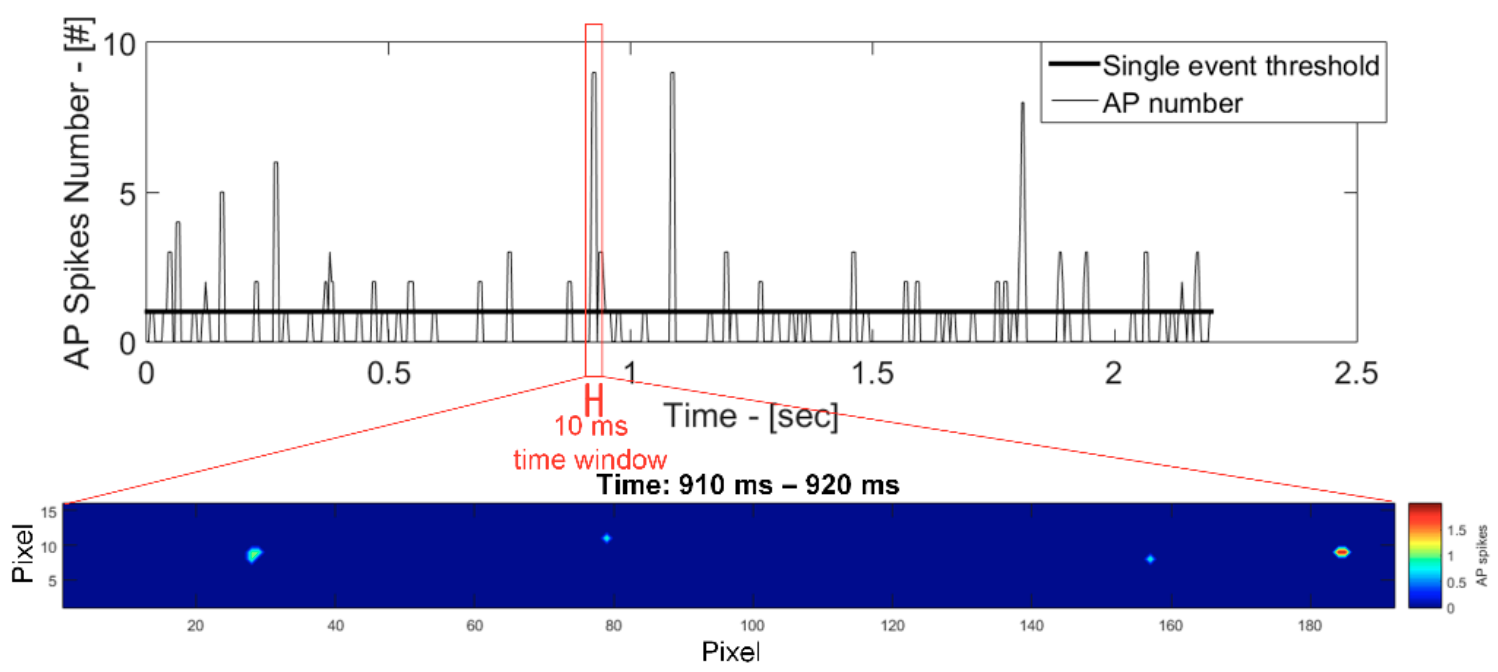 AP Spikes Number - [#]
10
5
0
Single event threshold
AP number
0 0.5 1 1.5 2 2.5
Time - [sec]
10 ms
time window
Time: 910 ms – 920 ms
Pixel
15
10
5
20 40 60 80 100 120 140 160 180
Pixel
1.5
1
0.5
0
AP spikes